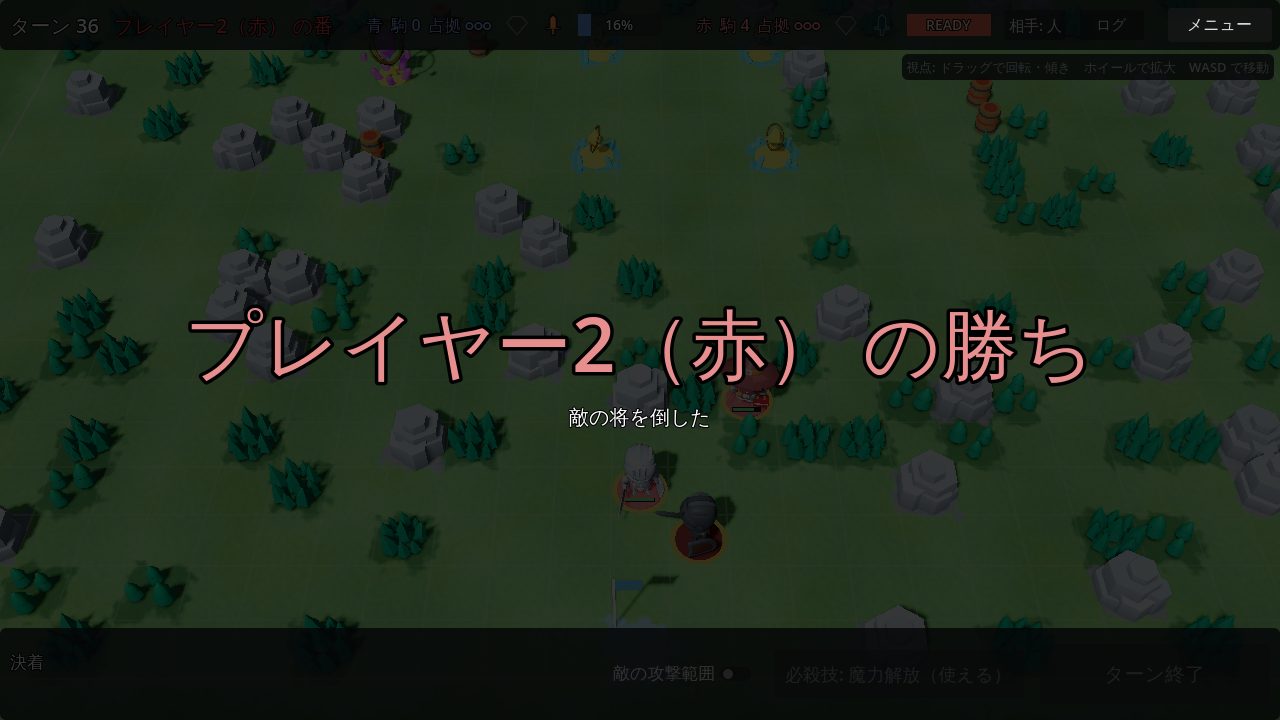 ターン 36 プレイヤー2（赤） の番 青 駒 0 占拠 ○○○ 16% 赤 駒 4 占拠 ○○○ READY 相手: 人 ログ メニュー
視点: ドラッグで回転・傾き ホイールで拡大 WASD で移動
プレイヤー2（赤） の勝ち
敵の将を倒した
決着 敵の攻撃範囲 必殺技: 魔力解放（使える） ターン終了